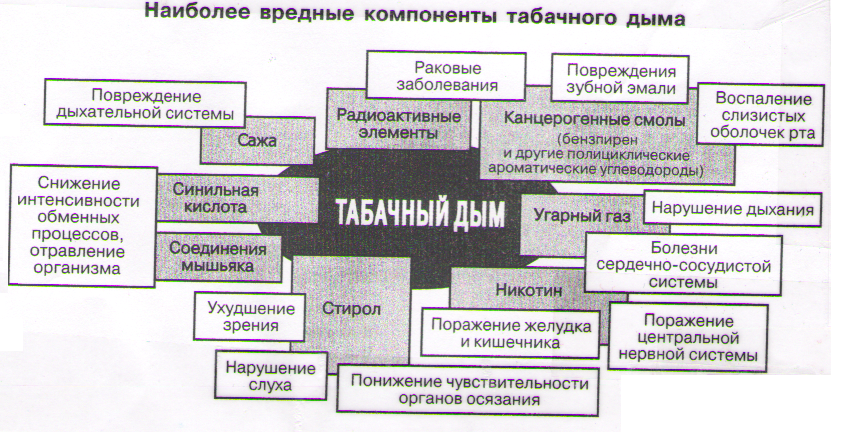 Наиболее вредные компоненты табачного дыма
Раковые
заболевания
Повреждения
зубной эмали
Воспаление
слизистых
оболочек рта
Повреждение
дыхательной системы
Сажа
Радиоактивные
элементы
Канцерогенные смолы
(бензпирен
и другие полициклические
ароматические углеводороды)
Снижение
интенсивности
обменных
процессов,
отравление
организма
Синильная
кислота
Соединения
мышьяка
ТАБАЧНЫЙ ДЫМ
Угарный газ
Нарушение дыхания
Болезни
сердечно-сосудистой
системы
Никотин
Стирол
Ухудшение
зрения
Нарушение
слуха
Поражение желудка
и кишечника
Поражение
центральной
нервной системы
Понижение чувствительности
органов осязания